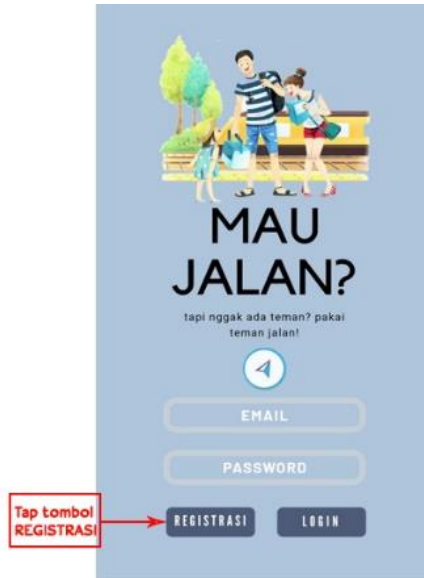 MAU
JALAN?
tapi nggak ada teman? pakai
teman jalan!
EMAIL
PASSWORD
Tap tombol
REGISTRASI
REGISTRASI
LOGIN